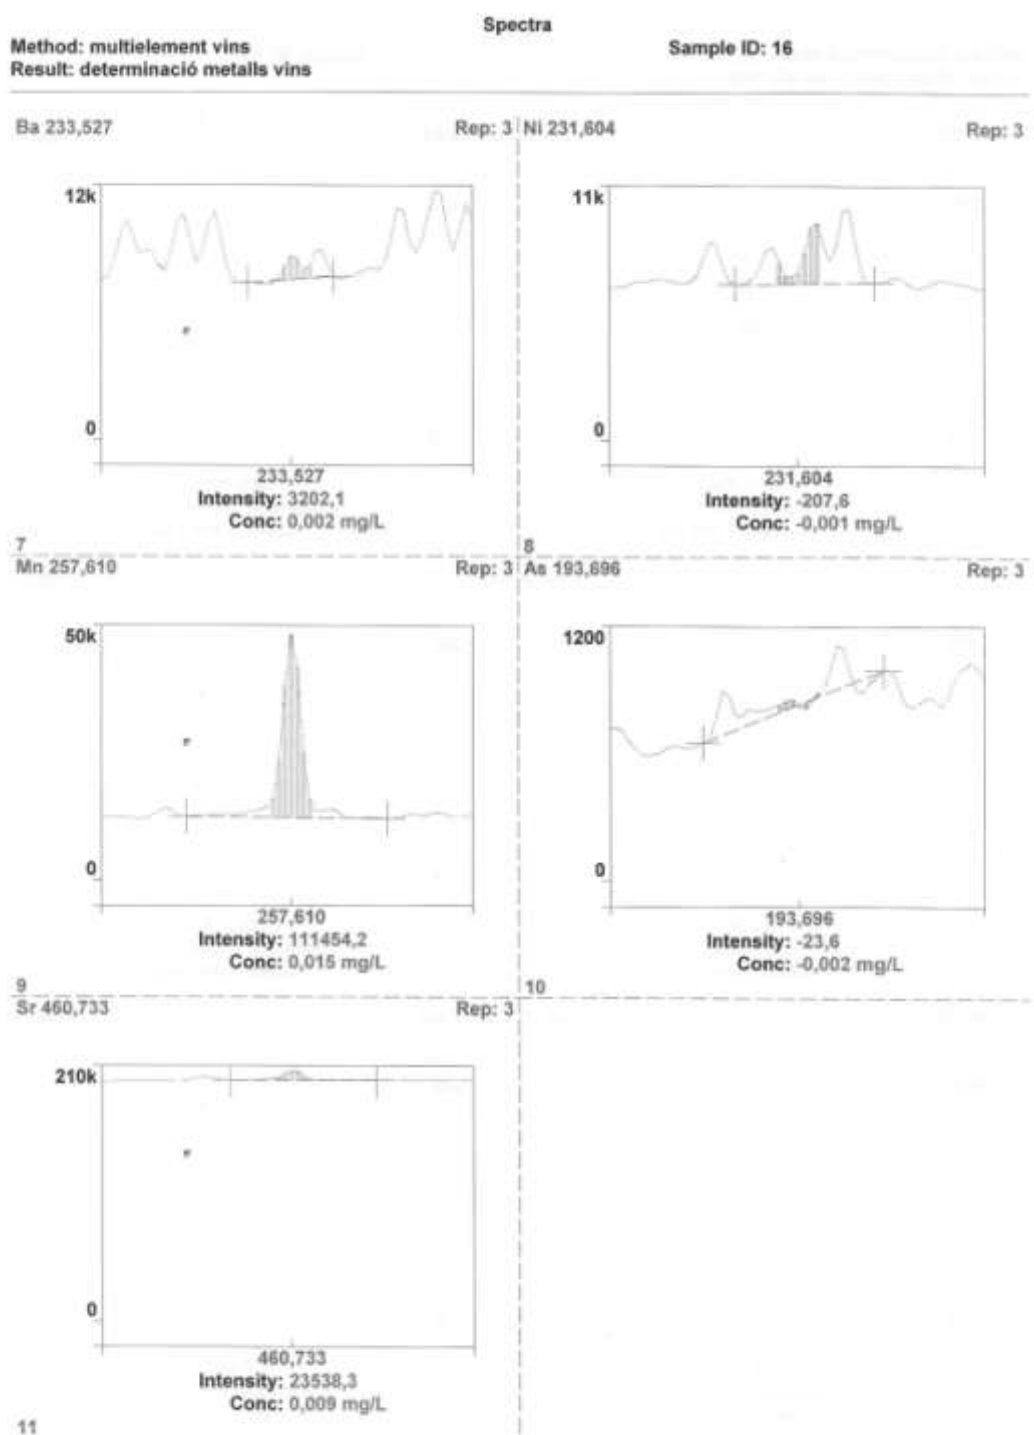 Spectra
Method: multielement vins
Sample ID: 16
Result: determinació metalls vins
Ba 233,527
Rep: 3
12k
0
233,527
Intensity: 3202,1
Conc: 0,002 mg/L
7
Ni 231,604
Rep: 3
11k
0
231,604
Intensity: -207,6
Conc: -0,001 mg/L
8
Mn 257,610
Rep: 3
50k
0
257,610
Intensity: 111454,2
Conc: 0,015 mg/L
9
As 193,696
Rep: 3
1200
0
193,696
Intensity: -23,6
Conc: -0,002 mg/L
10
Sr 460,733
Rep: 3
210k
0
460,733
Intensity: 23538,3
Conc: 0,009 mg/L
11